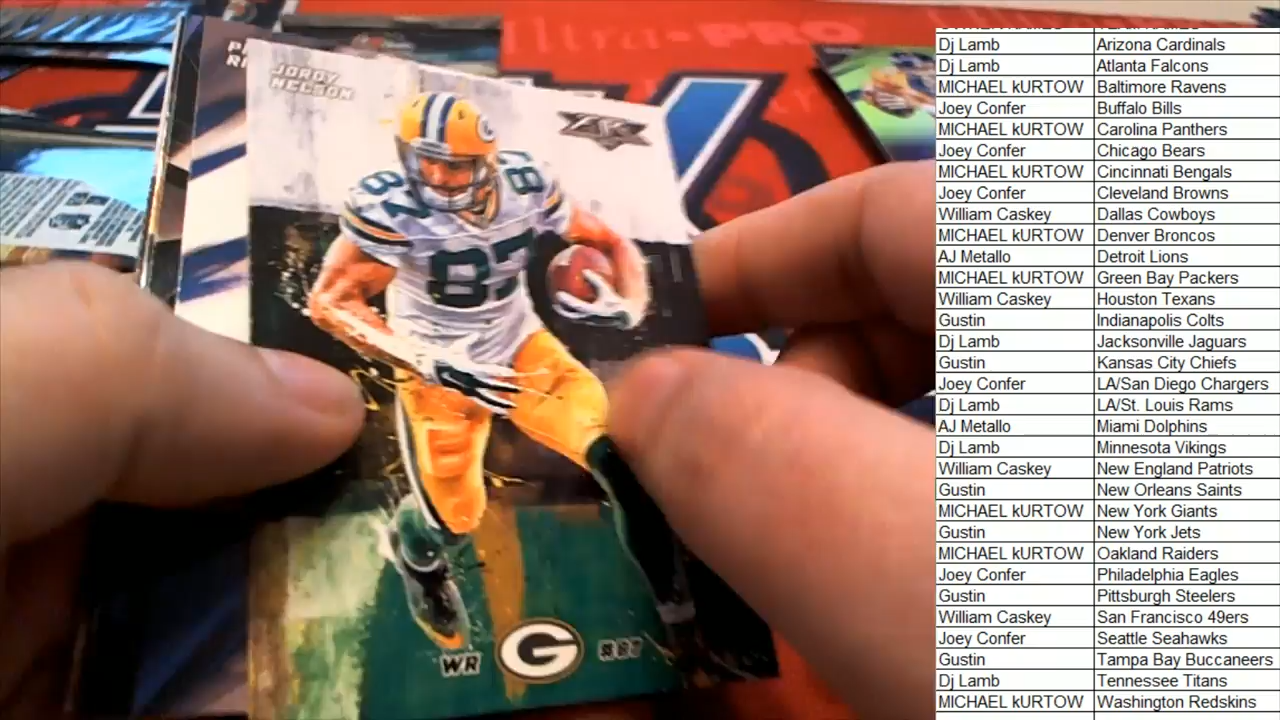 JORDY
NELSON
FIRE
Ultra-PRO
87
87
87
G
WR
G
#87
Dj Lamb Arizona Cardinals
Dj Lamb Atlanta Falcons
MICHAEL kURTOW Baltimore Ravens
Joey Confer Buffalo Bills
MICHAEL kURTOW Carolina Panthers
Joey Confer Chicago Bears
MICHAEL kURTOW Cincinnati Bengals
Joey Confer Cleveland Browns
William Caskey Dallas Cowboys
MICHAEL kURTOW Denver Broncos
AJ Metallo Detroit Lions
MICHAEL kURTOW Green Bay Packers
William Caskey Houston Texans
Gustin Indianapolis Colts
Dj Lamb Jacksonville Jaguars
Gustin Kansas City Chiefs
Joey Confer LA/San Diego Chargers
Dj Lamb LA/St. Louis Rams
AJ Metallo Miami Dolphins
Dj Lamb Minnesota Vikings
William Caskey New England Patriots
Gustin New Orleans Saints
MICHAEL kURTOW New York Giants
Gustin New York Jets
MICHAEL kURTOW Oakland Raiders
Joey Confer Philadelphia Eagles
Gustin Pittsburgh Steelers
William Caskey San Francisco 49ers
Joey Confer Seattle Seahawks
Gustin Tampa Bay Buccaneers
Dj Lamb Tennessee Titans
MICHAEL kURTOW Washington Redskins